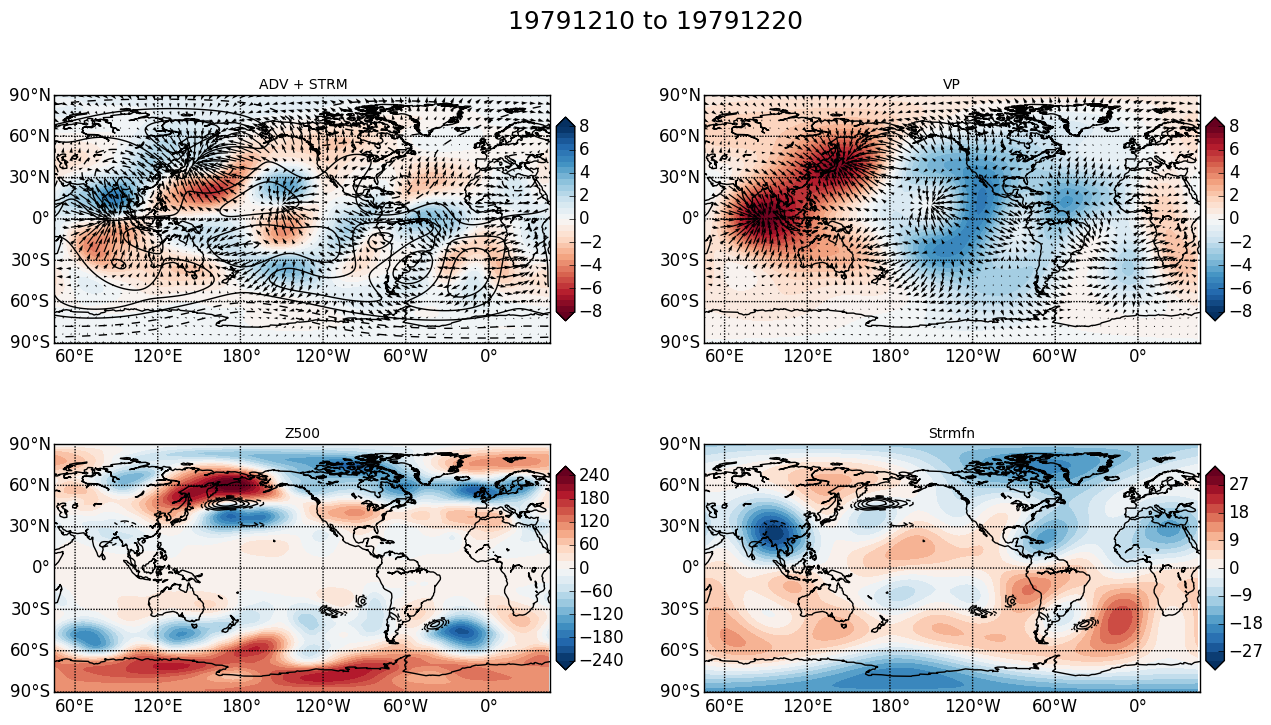 19791210 to 19791220
ADV + STRM
90°N
60°N
30°N
0°
30°S
60°S
90°S
60°E 120°E 180° 120°W 60°W 0°
8
6
4
2
0
−2
−4
−6
−8
VP
90°N
60°N
30°N
0°
30°S
60°S
90°S
60°E 120°E 180° 120°W 60°W 0°
8
6
4
2
0
−2
−4
−6
−8
Z500
90°N
60°N
30°N
0°
30°S
60°S
90°S
60°E 120°E 180° 120°W 60°W 0°
240
180
120
60
0
−60
−120
−180
−240
Strmfn
90°N
60°N
30°N
0°
30°S
60°S
90°S
60°E 120°E 180° 120°W 60°W 0°
27
18
9
0
−9
−18
−27